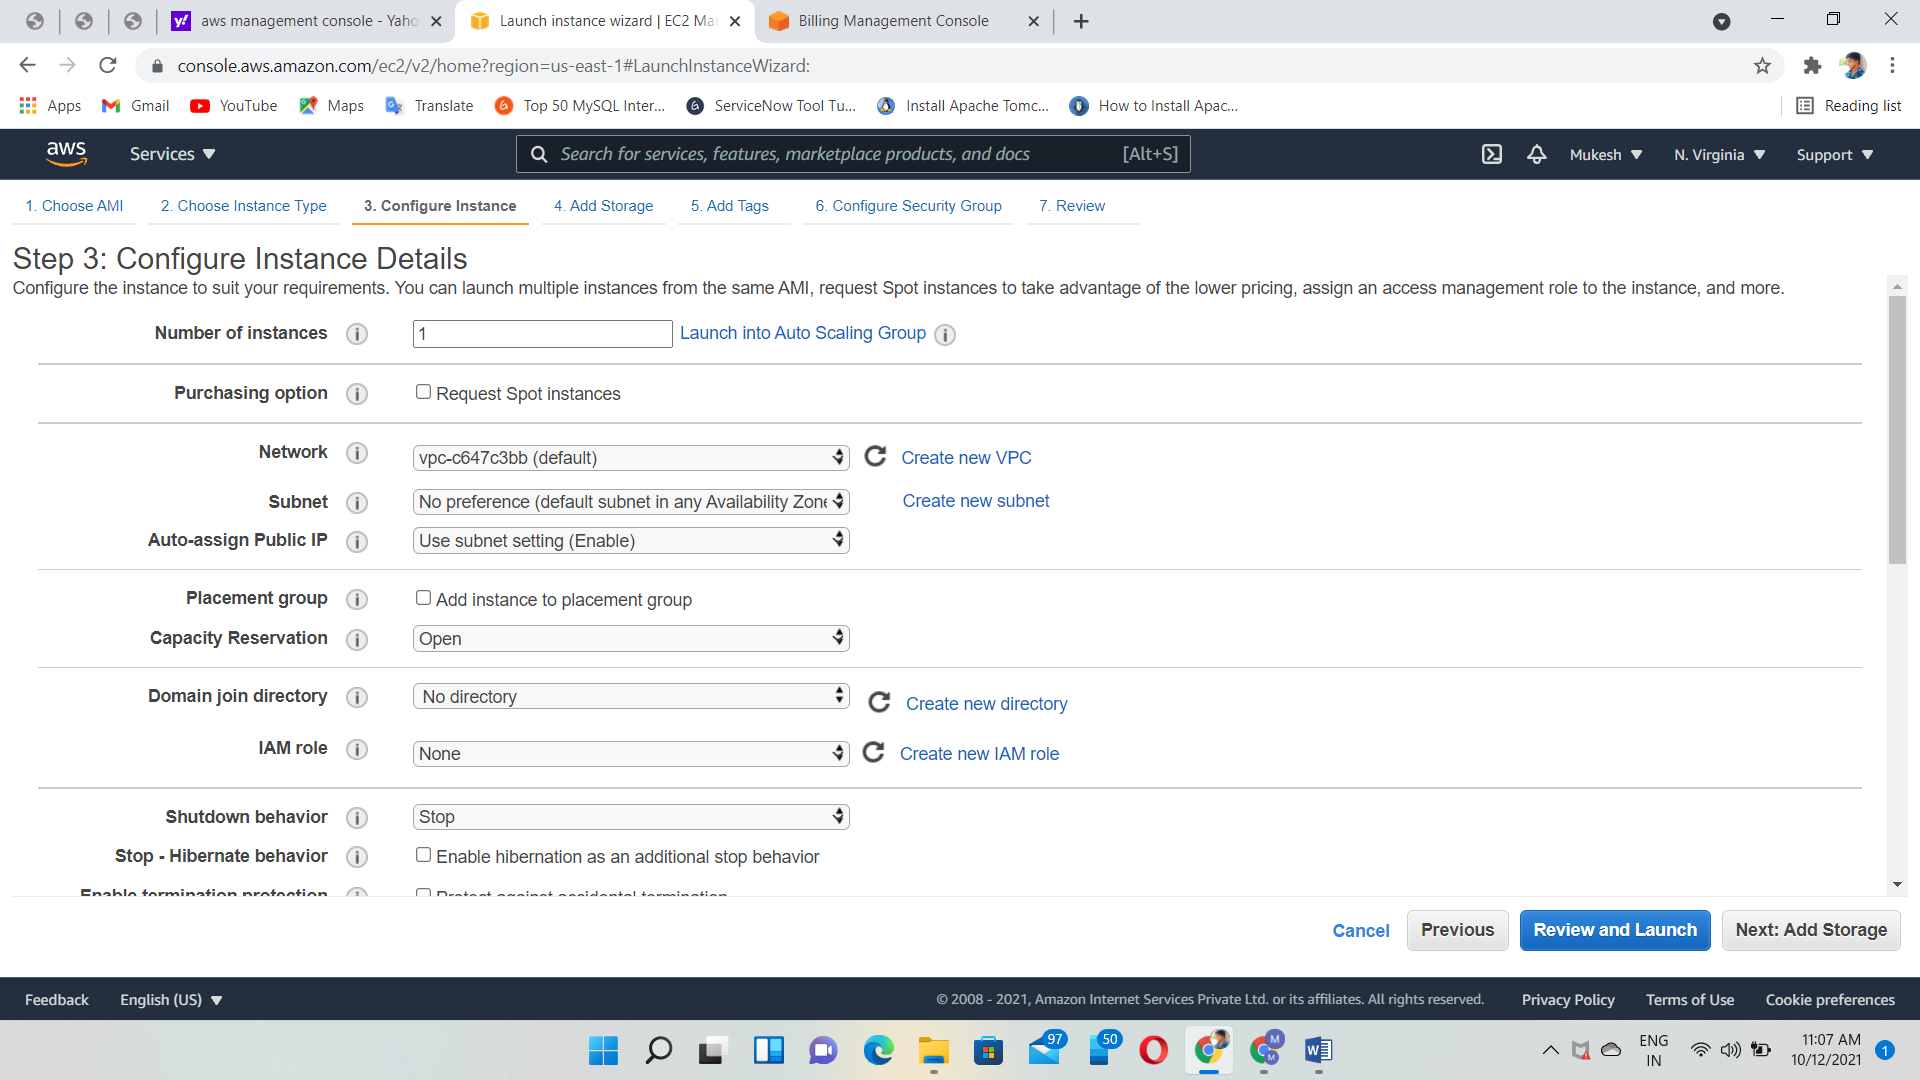 aws management console - Yaho
Launch instance wizard | EC2 Mar
Billing Management Console
console.aws.amazon.com/ec2/v2/home?region=us-east-1#LaunchInstanceWizard:
Apps
Gmail
YouTube
Maps
Translate
Top 50 MySQL Inter...
ServiceNow Tool Tu...
Install Apache Tomc...
How to Install Apac...
Reading list
aws
Services
Search for services, features, marketplace products, and docs
[Alt+S]
Mukesh
N. Virginia
Support
1. Choose AMI
2. Choose Instance Type
3. Configure Instance
4. Add Storage
5. Add Tags
6. Configure Security Group
7. Review
Step 3: Configure Instance Details
Configure the instance to suit your requirements. You can launch multiple instances from the same AMI, request Spot instances to take advantage of the lower pricing, assign an access management role to the instance, and more.
Number of instances
1
Launch into Auto Scaling Group
Purchasing option
Request Spot instances
Network
vpc-c647c3bb (default)
Create new VPC
Subnet
No preference (default subnet in any Availability Zone
Create new subnet
Auto-assign Public IP
Use subnet setting (Enable)
Placement group
Add instance to placement group
Capacity Reservation
Open
Domain join directory
No directory
Create new directory
IAM role
None
Create new IAM role
Shutdown behavior
Stop
Stop - Hibernate behavior
Enable hibernation as an additional stop behavior
Enable termination protection
Protect against accidental termination
Cancel
Previous
Review and Launch
Next: Add Storage
Feedback
English (US)
© 2008 - 2021, Amazon Internet Services Private Ltd. or its affiliates. All rights reserved.
Privacy Policy
Terms of Use
Cookie preferences
97
50
M
M
ENG
IN
11:07 AM
10/12/2021
1